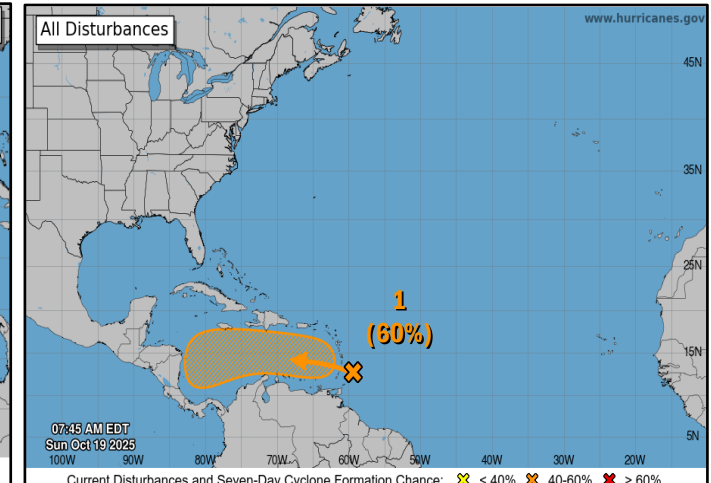 All Disturbances
www.hurricanes.gov
45N
35N
25N
1
(60%)
15N
07:45 AM EDT
Sun Oct 19 2025
5N
100W 90W 80W 70W 60W 50W 40W 30W 20W
Current Disturbances and Seven-Day Cyclone Formation Chance: < 40% 40-60% > 60%